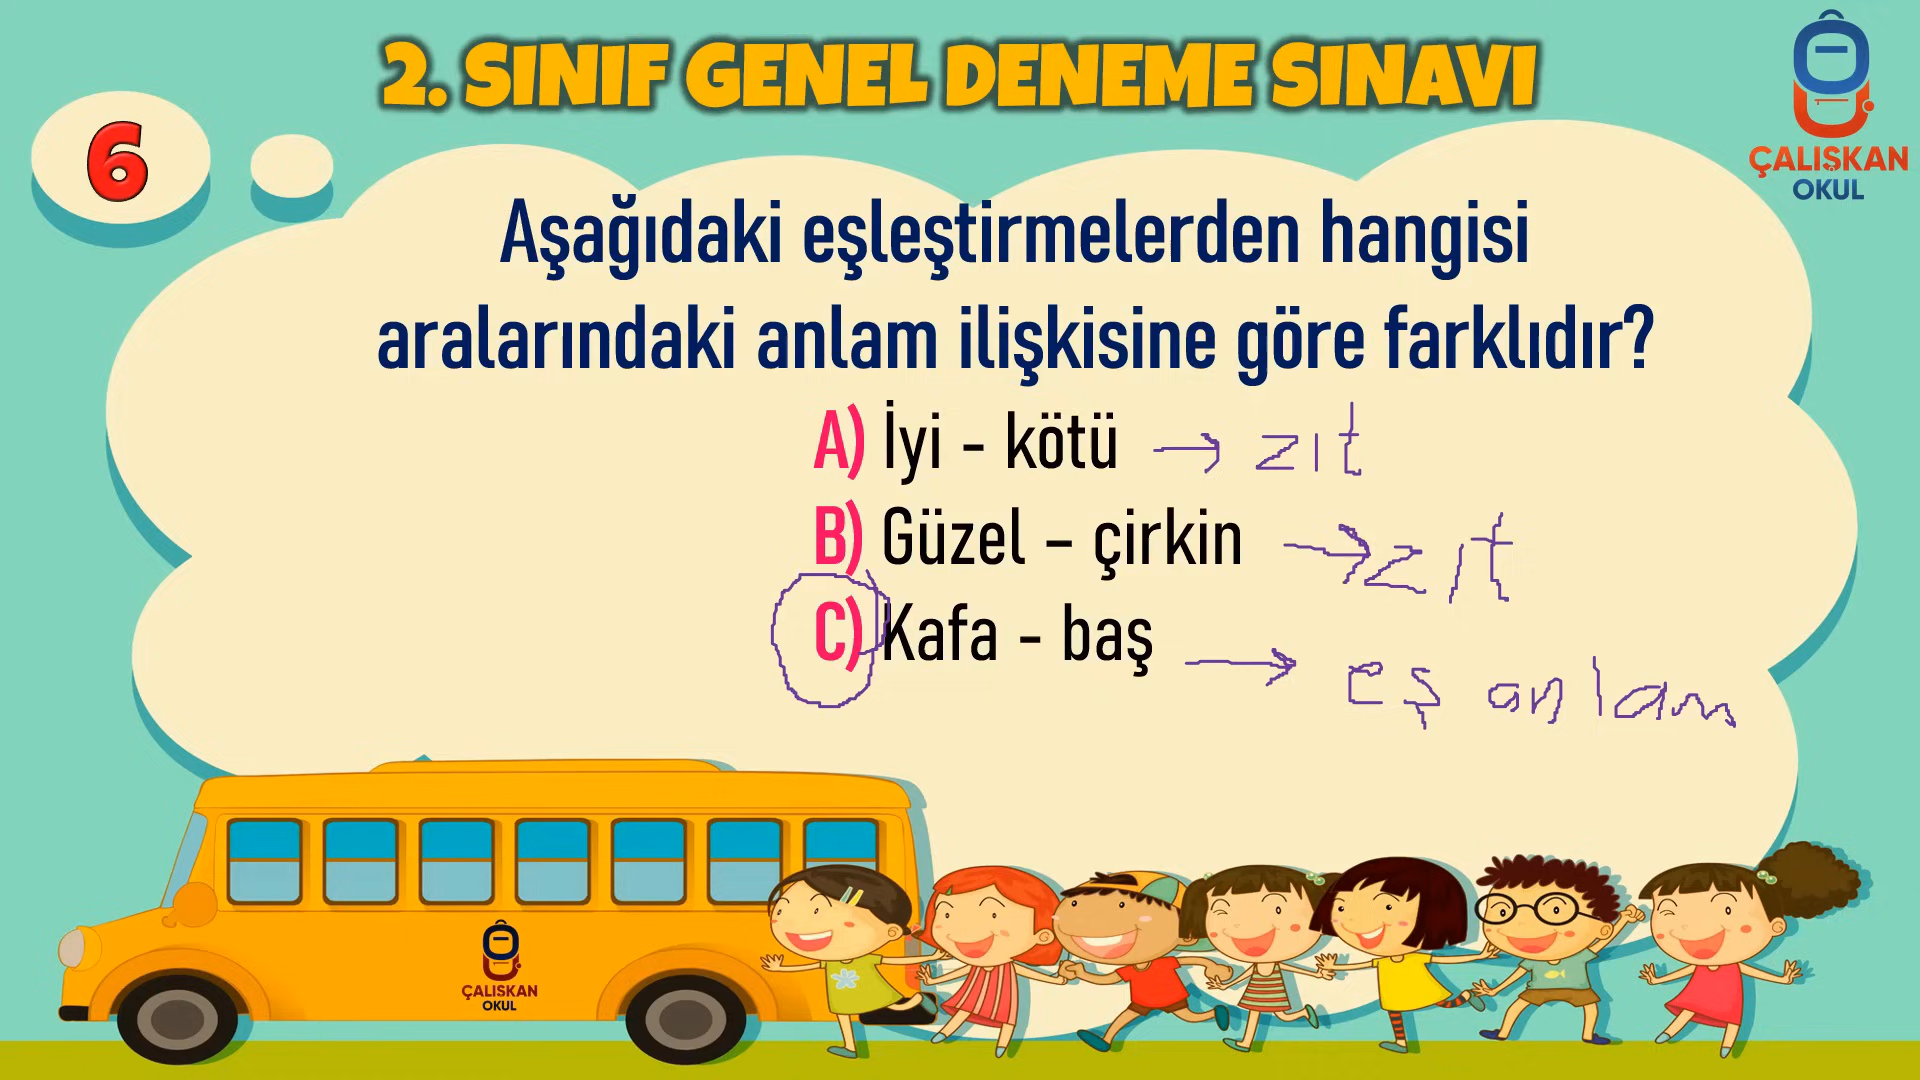 2. SINIF GENEL DENEME SINAVI
ÇALIŞKAN
OKUL
6
Aşağıdaki eşleştirmelerden hangisi
aralarındaki anlam ilişkisine göre farklıdır?
A) İyi - kötü → zıt
B) Güzel – çirkin → zıt
C) Kafa - baş → eş anlam
ÇALIŞKAN
OKUL